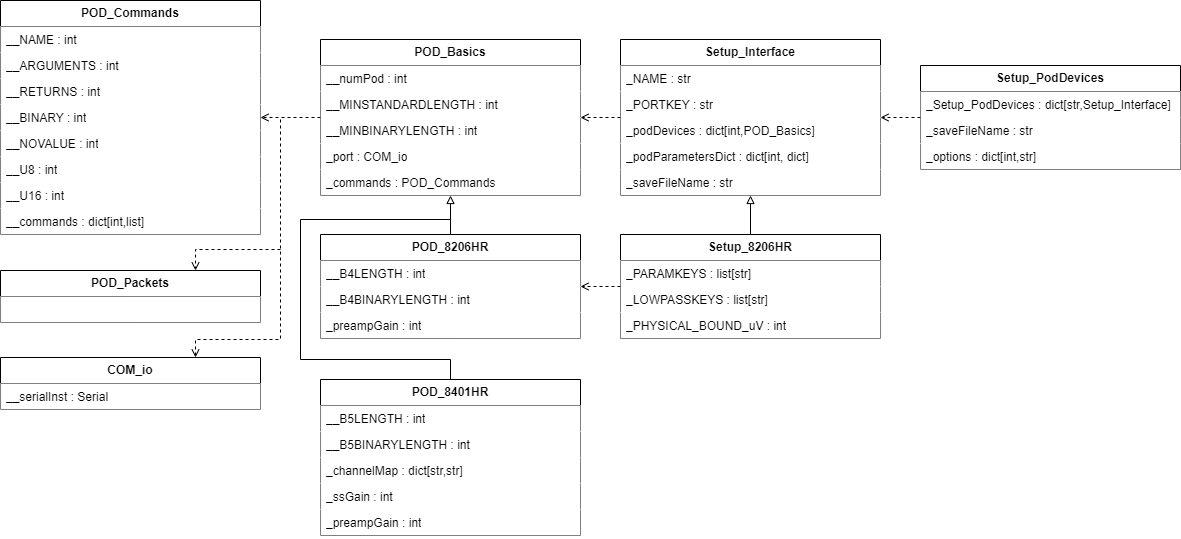 POD_Commands
__NAME : int
__ARGUMENTS : int
__RETURNS : int
__BINARY : int
__NOVALUE : int
__U8 : int
__U16 : int
__commands : dict[int,list]
POD_Packets
COM_io
__serialInst : Serial
POD_Basics
__numPod : int
__MINSTANDARDLENGTH : int
__MINBINARYLENGTH : int
_port : COM_io
_commands : POD_Commands
POD_8206HR
__B4LENGTH : int
__B4BINARYLENGTH : int
_preampGain : int
POD_8401HR
__B5LENGTH : int
__B5BINARYLENGTH : int
_channelMap : dict[str,str]
_ssGain : int
_preampGain : int
Setup_Interface
_NAME : str
_PORTKEY : str
_podDevices : dict[int,POD_Basics]
_podParametersDict : dict[int, dict]
_saveFileName : str
Setup_8206HR
_PARAMKEYS : list[str]
_LOWPASSKEYS : list[str]
_PHYSICAL_BOUND_uV : int
Setup_PodDevices
_Setup_PodDevices : dict[str,Setup_Interface]
_saveFileName : str
_options : dict[int,str]